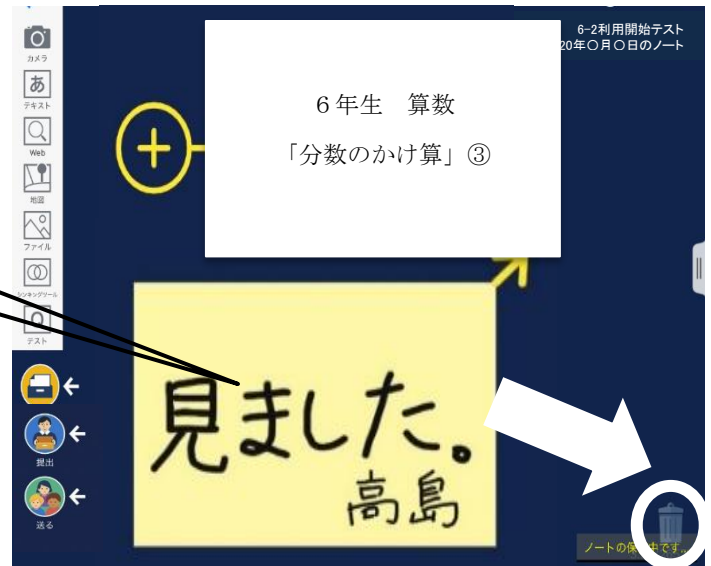 6-2利用開始テスト
20年〇月〇日のノート
カメラ
テキスト
Web
地図
ファイル
シンキングツール
テスト
提出
送る
6年生 算数
「分数のかけ算」③
見ました。
高島
ノートの保存中です。